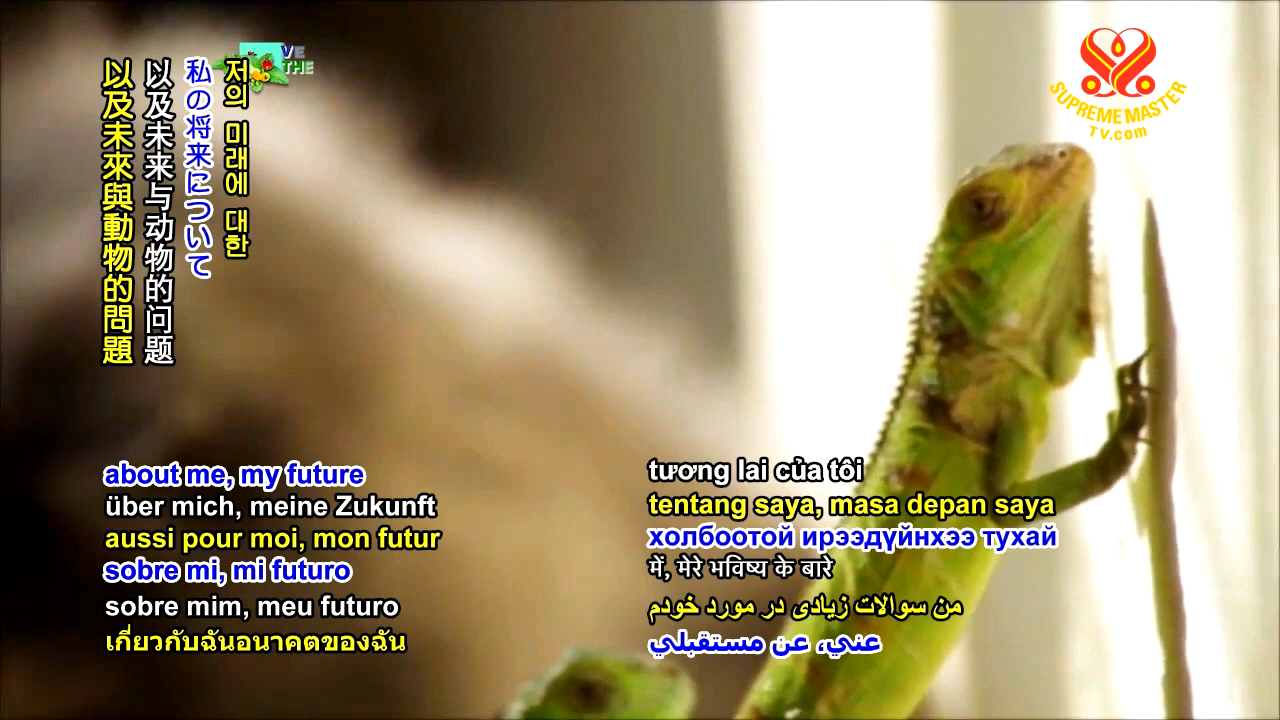 저의 미래에 대한
私の将来について
以及未来与动物的问题
以及未來與動物的問題
VE
THE
SUPREME MASTER
TV.com
about me, my future
über mich, meine Zukunft
aussi pour moi, mon futur
sobre mi, mi futuro
sobre mim, meu futuro
เกี่ยวกับฉันอนาคตของฉัน
tương lai của tôi
tentang saya, masa depan saya
холбоотой ирээдүйнхээ тухай
में, मेरे भविष्य के बारे
من سوالات زیادی در مورد خودم
عني، عن مستقبلي